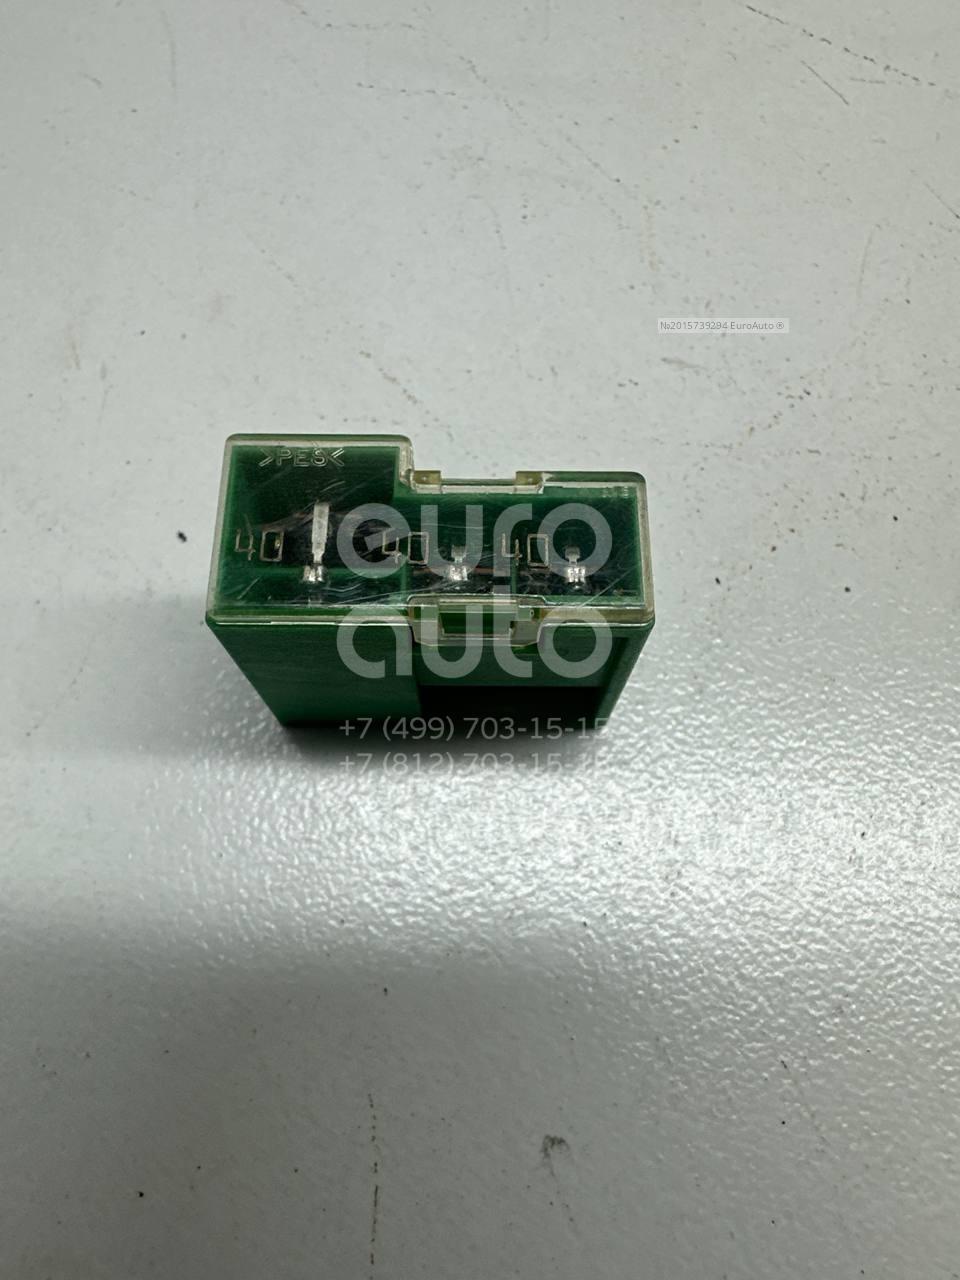 №2015739294 EuroAuto ®
>PES<
40 40 40
euro
auto
+7 (499) 703-15-15
+7 (812) 703-15-15